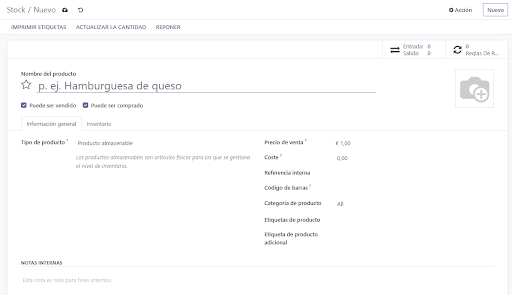 Stock / Nuevo
Acción
Nuevo
IMPRIMIR ETIQUETAS ACTUALIZAR LA CANTIDAD REPONER
Entrada: 0
Salida: 0
0
Reglas De R...
Nombre del producto
p. ej. Hamburguesa de queso
Puede ser vendido Puede ser comprado
Información general Inventario
Tipo de producto ? Producto almacenable
Los productos almacenables son artículos físicos para los que se gestiona
el nivel de inventario.
Precio de venta ? € 1,00
Coste ? 0,00
Referencia interna
Código de barras ?
Categoría de producto All
Etiquetas de producto
Etiqueta de producto
adicional
NOTAS INTERNAS
Esta nota es solo para fines internos.